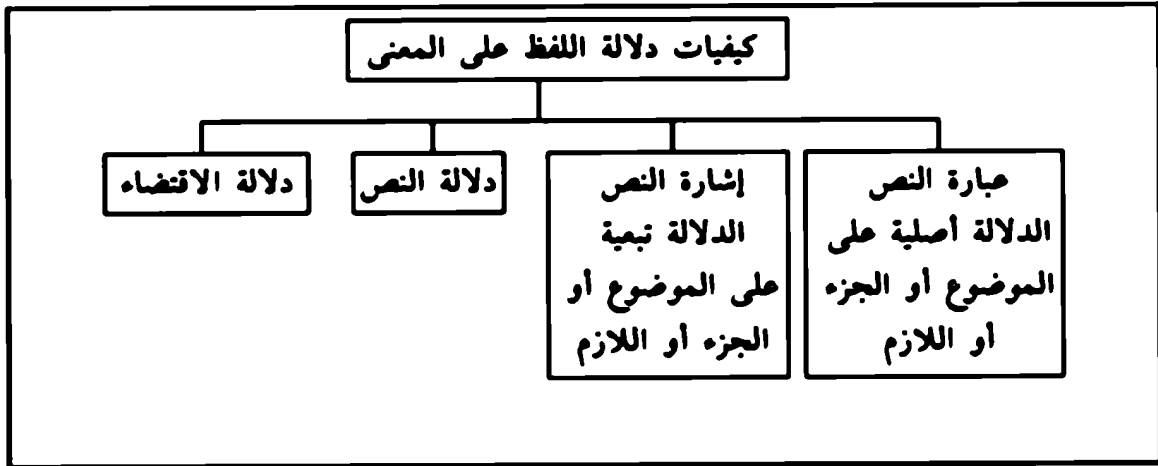 كيفيات دلالة اللفظ على المعنى
عبارة النص
الدلالة أصلية على
الموضوع أو الجزء
أو اللازم
إشارة النص
الدلالة تبعية
على الموضوع أو
الجزء أو اللازم
دلالة النص
دلالة الاقتضاء